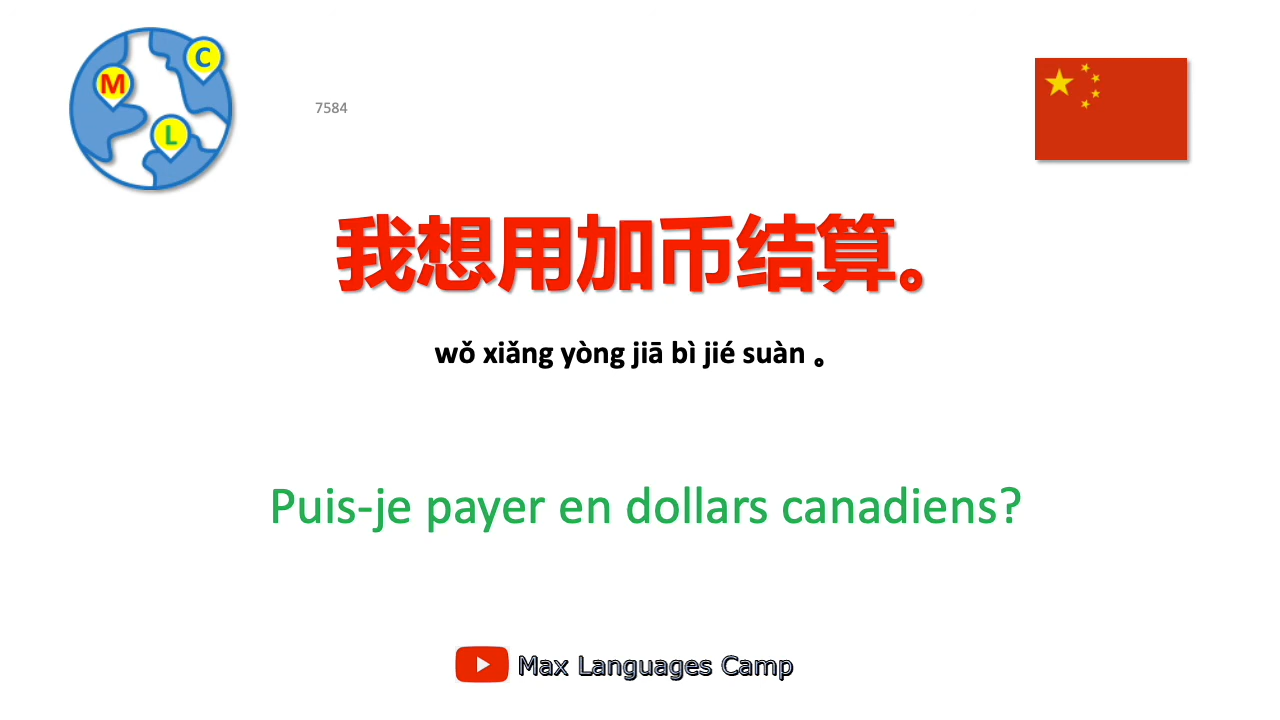 C
M
L
7584
我想用加币结算。
wǒ xiǎng yòng jiā bì jié suàn 。
Puis-je payer en dollars canadiens?
Max Languages Camp